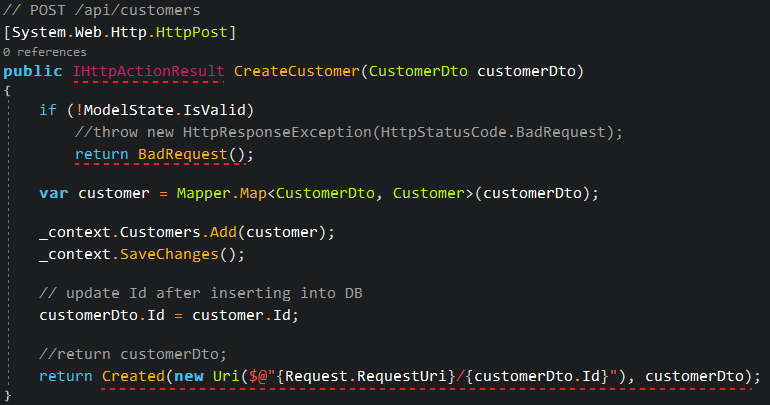 // POST /api/customers
[System.Web.Http.HttpPost]
0 references
public IHttpActionResult CreateCustomer(CustomerDto customerDto)
{
    if (!ModelState.IsValid)
        //throw new HttpResponseException(HttpStatusCode.BadRequest);
        return BadRequest();
    var customer = Mapper.Map<CustomerDto, Customer>(customerDto);
    _context.Customers.Add(customer);
    _context.SaveChanges();
    // update Id after inserting into DB
    customerDto.Id = customer.Id;
    //return customerDto;
    return Created(new Uri($@"{Request.RequestUri}/{customerDto.Id}"), customerDto);
}